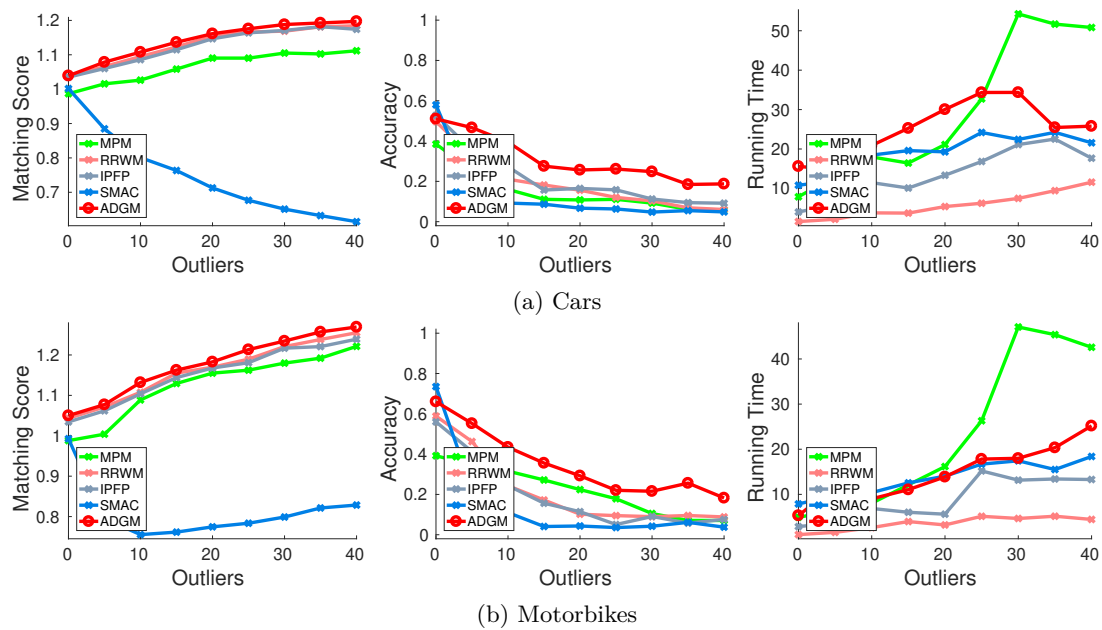 1.2
1.1
1
0.9
0.8
0.7
Matching Score
MPM
RRWM
IPFP
SMAC
ADGM
0 10 20 30 40
Outliers
1
0.8
0.6
0.4
0.2
0
Accuracy
MPM
RRWM
IPFP
SMAC
ADGM
0 10 20 30 40
Outliers
50
40
30
20
10
Running Time
MPM
RRWM
IPFP
SMAC
ADGM
0 10 20 30 40
Outliers
(a) Cars
1.2
1.1
1
0.9
0.8
Matching Score
MPM
RRWM
IPFP
SMAC
ADGM
0 10 20 30 40
Outliers
1
0.8
0.6
0.4
0.2
0
Accuracy
MPM
RRWM
IPFP
SMAC
ADGM
0 10 20 30 40
Outliers
40
30
20
10
Running Time
MPM
RRWM
IPFP
SMAC
ADGM
0 10 20 30 40
Outliers
(b) Motorbikes